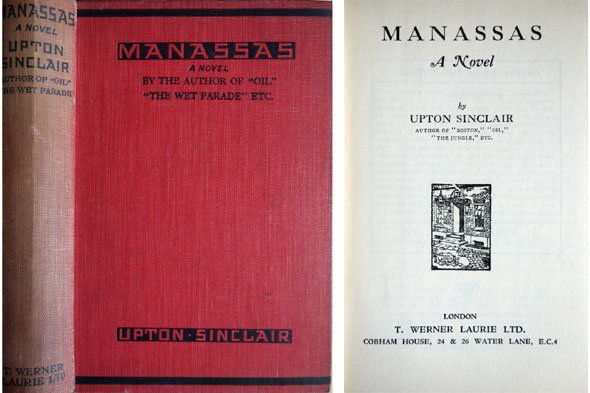 MANASSAS
A NOVEL
UPTON
SINCLAIR
AUTHOR OF "OIL"
"THE WET PARADE"
T. WERNER
LAURIE LTD
MANASSAS
A NOVEL
BY THE AUTHOR OF "OIL"
"THE WET PARADE" ETC.
UPTON·SINCLAIR
MANASSAS
A Novel
by
UPTON SINCLAIR
AUTHOR OF "BOSTON," "OIL,"
"THE JUNGLE," ETC.
LONDON
T. WERNER LAURIE LTD.
COBHAM HOUSE, 24 & 26 WATER LANE, E.C.4